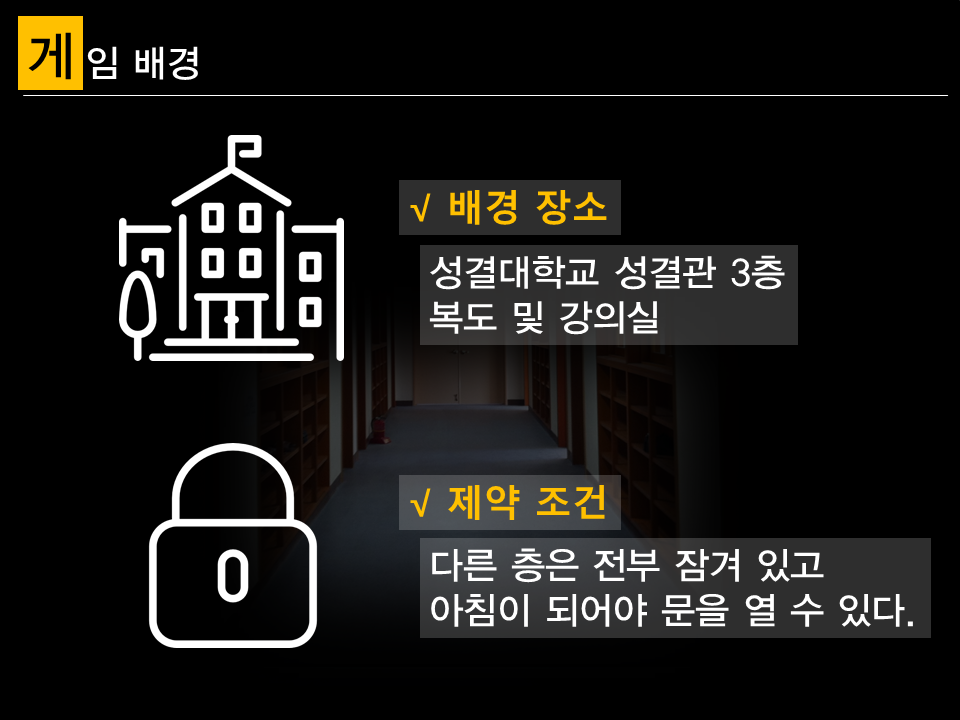 게임 배경
√ 배경 장소
성결대학교 성결관 3층
복도 및 강의실
√ 제약 조건
다른 층은 전부 잠겨 있고
아침이 되어야 문을 열 수 있다.